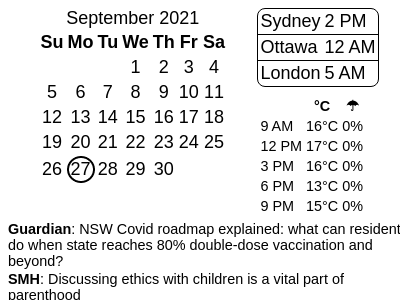 September 2021
Su Mo Tu We Th Fr Sa
1 2 3 4
5 6 7 8 9 10 11
12 13 14 15 16 17 18
19 20 21 22 23 24 25
26 27 28 29 30
Sydney 2 PM
Ottawa 12 AM
London 5 AM
°C ☂
9 AM 16°C 0%
12 PM 17°C 0%
3 PM 16°C 0%
6 PM 13°C 0%
9 PM 15°C 0%
Guardian: NSW Covid roadmap explained: what can resident
do when state reaches 80% double-dose vaccination and
beyond?
SMH: Discussing ethics with children is a vital part of
parenthood